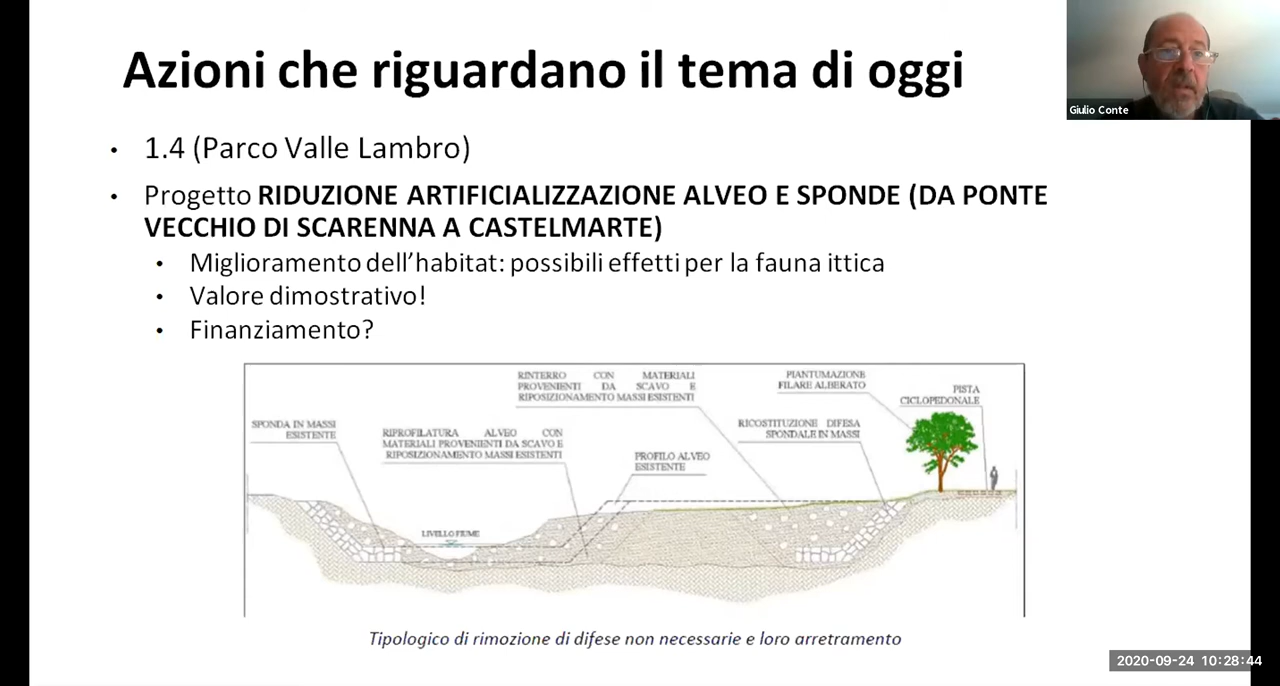 Azioni che riguardano il tema di oggi
Giulio Conte
• 1.4 (Parco Valle Lambro)
• Progetto RIDUZIONE ARTIFICIALIZZAZIONE ALVEO E SPONDE (DA PONTE
VECCHIO DI SCARENNA A CASTELMARTE)
• Miglioramento dell’habitat: possibili effetti per la fauna ittica
• Valore dimostrativo!
• Finanziamento?
RINTERRO CON MATERIALI
PROVENIENTI DA SCAVO E
RIPOSIZIONAMENTO MASSI ESISTENTI
PIANTUMAZIONE
FILARE ALBERATO
PISTA
CICLOPEDONALE
SPONDA IN MASSI
ESISTENTE
RIPROFILATURA ALVEO CON
MATERIALI PROVENIENTI DA SCAVO E
RIPOSIZIONAMENTO MASSI ESISTENTI
RICOSTITUZIONE DIFESA
SPONDALE IN MASSI
PROFILO ALVEO
ESISTENTE
LIVELLO FIUME
Tipologico di rimozione di difese non necessarie e loro arretramento
2020-09-24 10:28:44